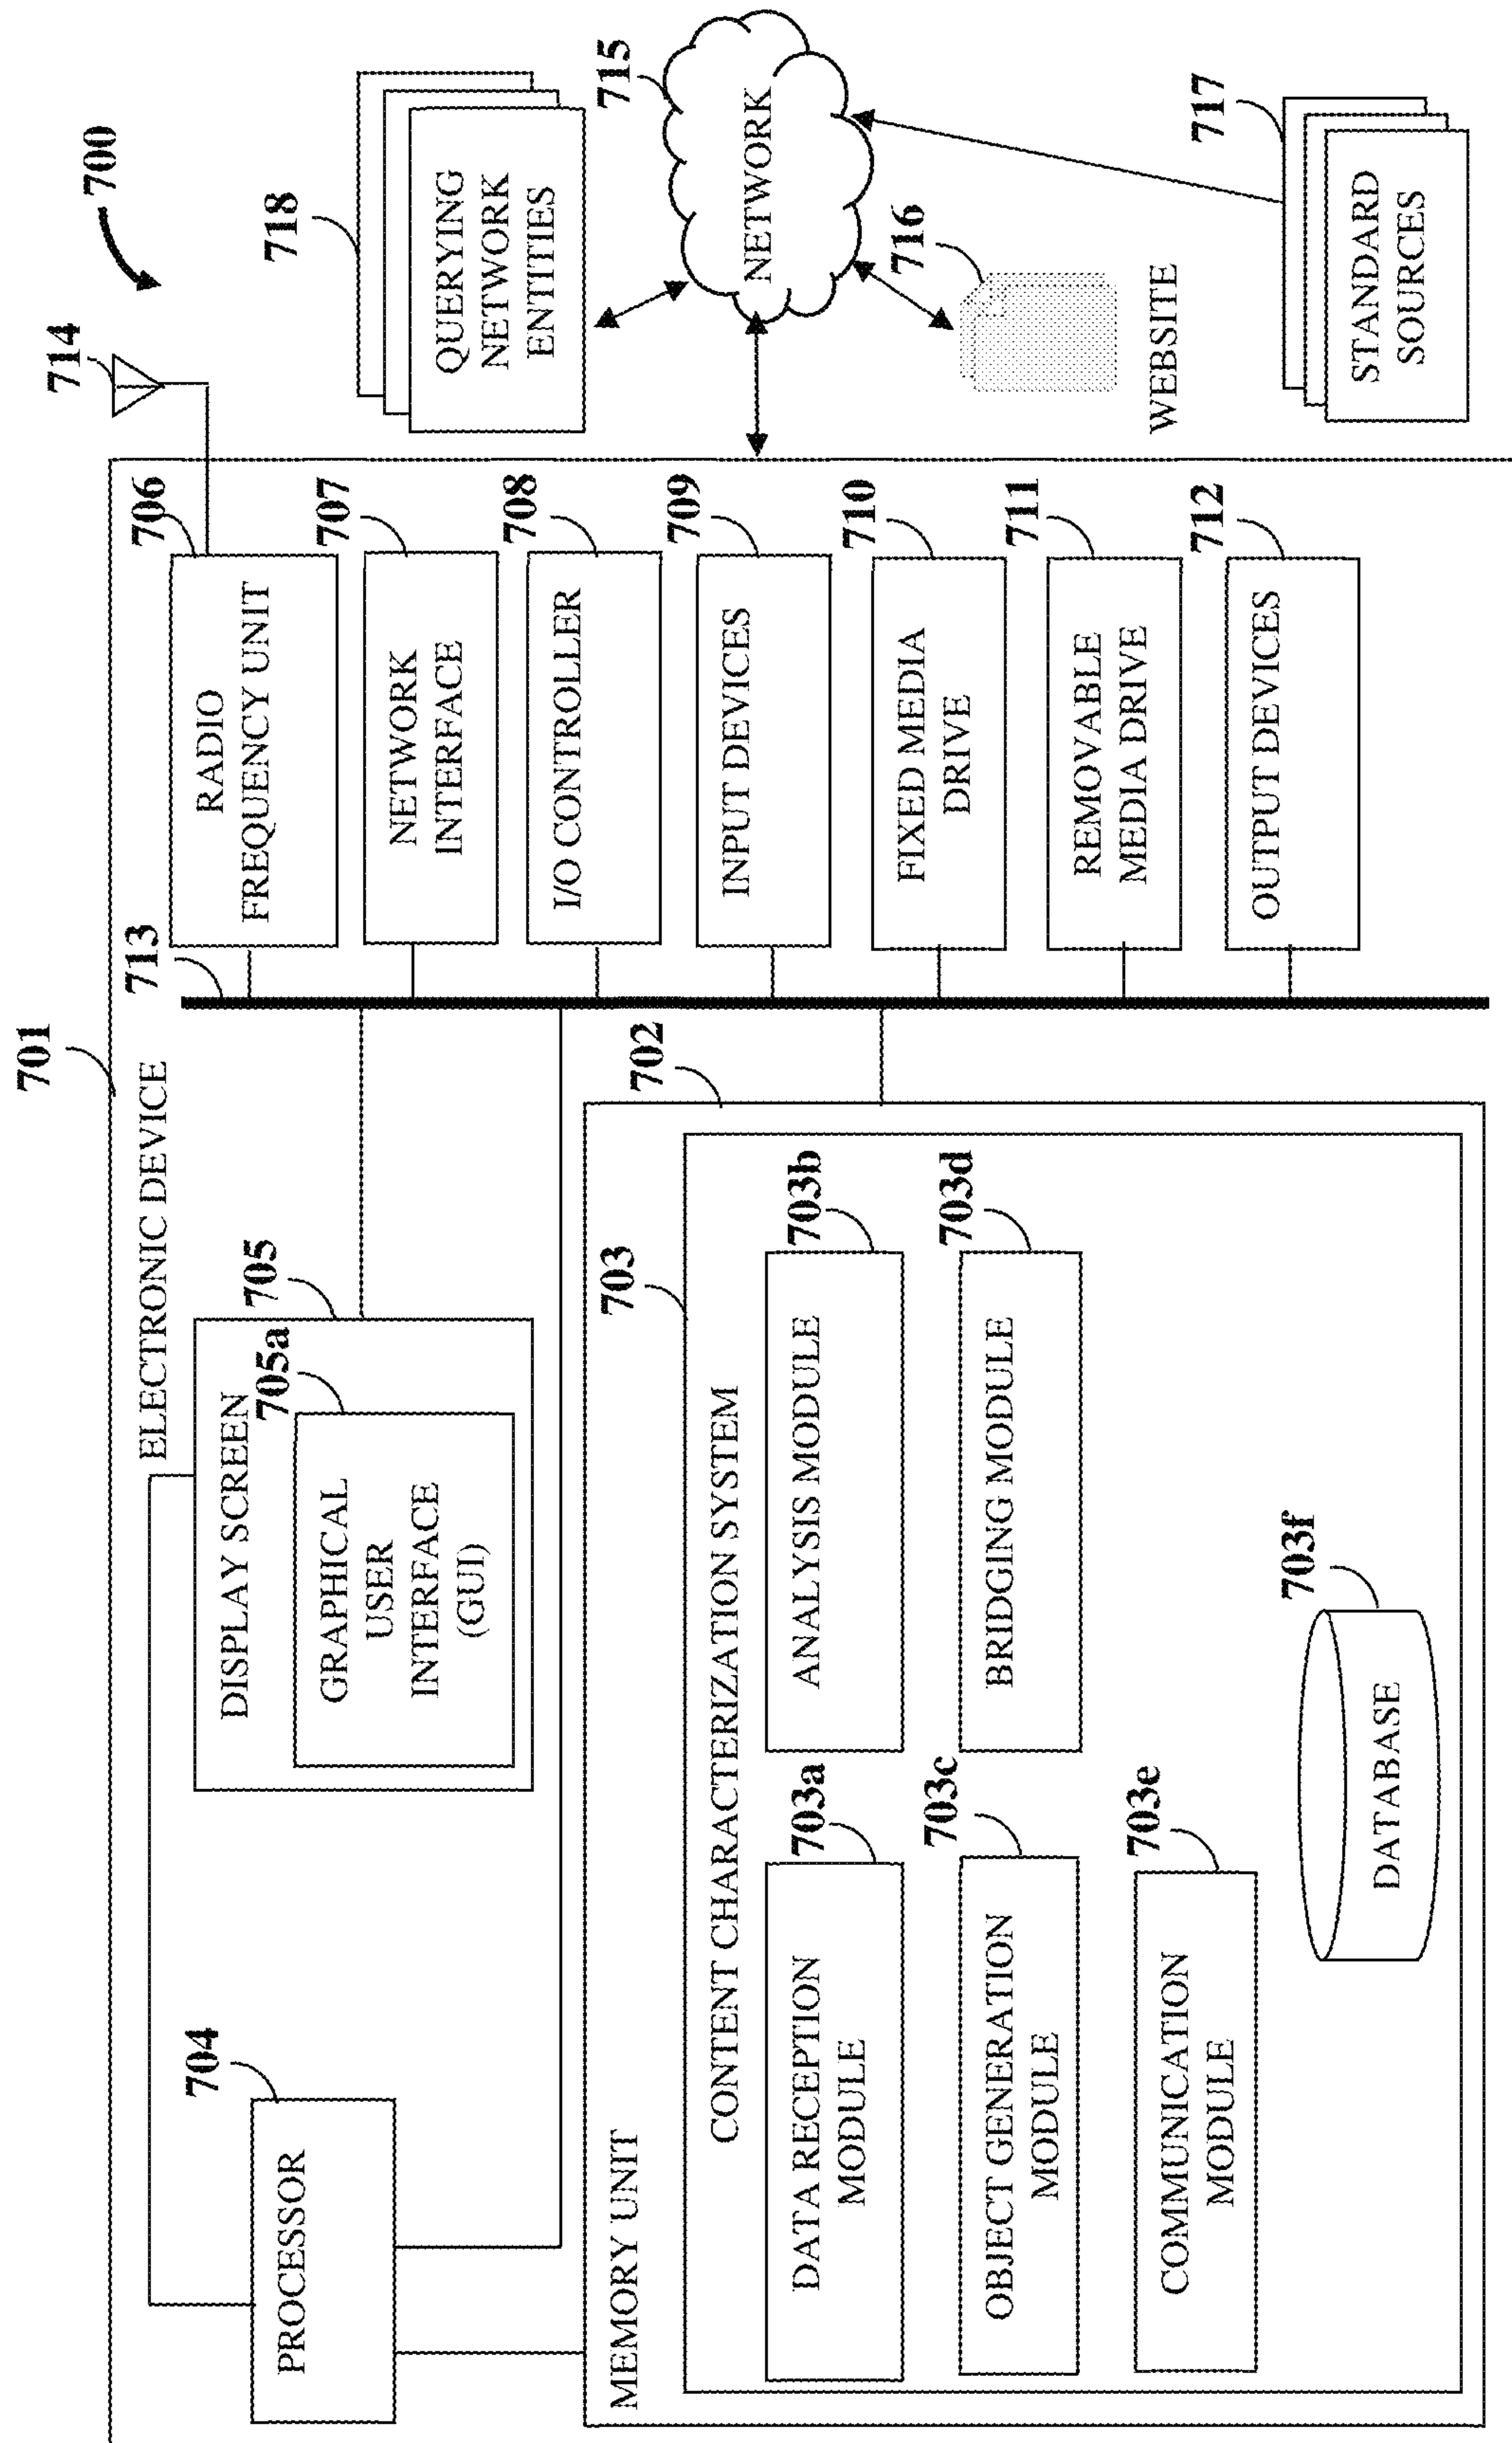 700
701
ELECTRONIC DEVICE
714
704
PROCESSOR
705
DISPLAY SCREEN
705a
GRAPHICAL
USER
INTERFACE
(GUI)
713
706
RADIO
FREQUENCY UNIT
707
NETWORK
INTERFACE
708
I/O CONTROLLER
709
INPUT DEVICES
710
FIXED MEDIA
DRIVE
711
REMOVABLE
MEDIA DRIVE
712
OUTPUT DEVICES
718
QUERYING
NETWORK
ENTITIES
715
NETWORK
716
WEBSITE
717
STANDARD
SOURCES
702
MEMORY UNIT
703
CONTENT CHARACTERIZATION SYSTEM
703a
DATA RECEPTION
MODULE
703b
ANALYSIS MODULE
703c
OBJECT GENERATION
MODULE
703d
BRIDGING MODULE
703e
COMMUNICATION
MODULE
703f
DATABASE